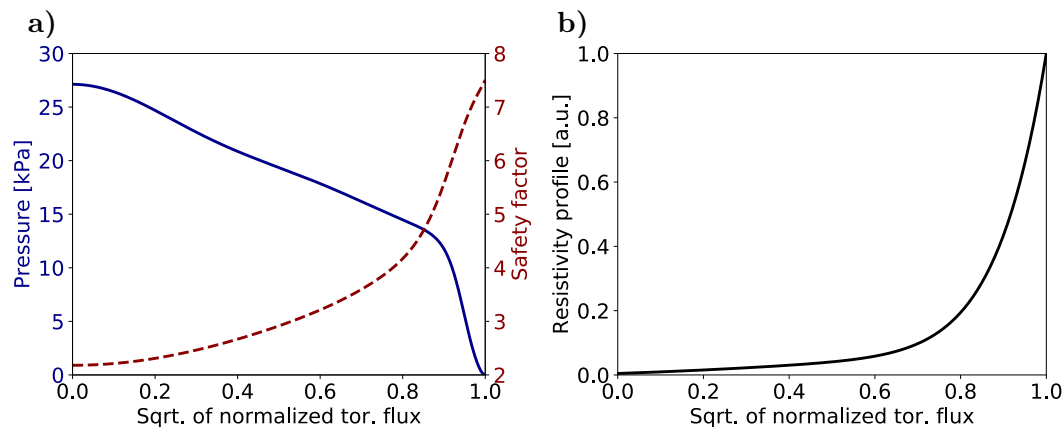 a)
30
25
20
15
10
5
0
Pressure [kPa]
8
7
6
5
4
3
2
Safety factor
0.0 0.2 0.4 0.6 0.8 1.0
Sqrt. of normalized tor. flux
b)
1.0
0.8
0.6
0.4
0.2
0.0
Resistivity profile [a.u.]
0.0 0.2 0.4 0.6 0.8 1.0
Sqrt. of normalized tor. flux